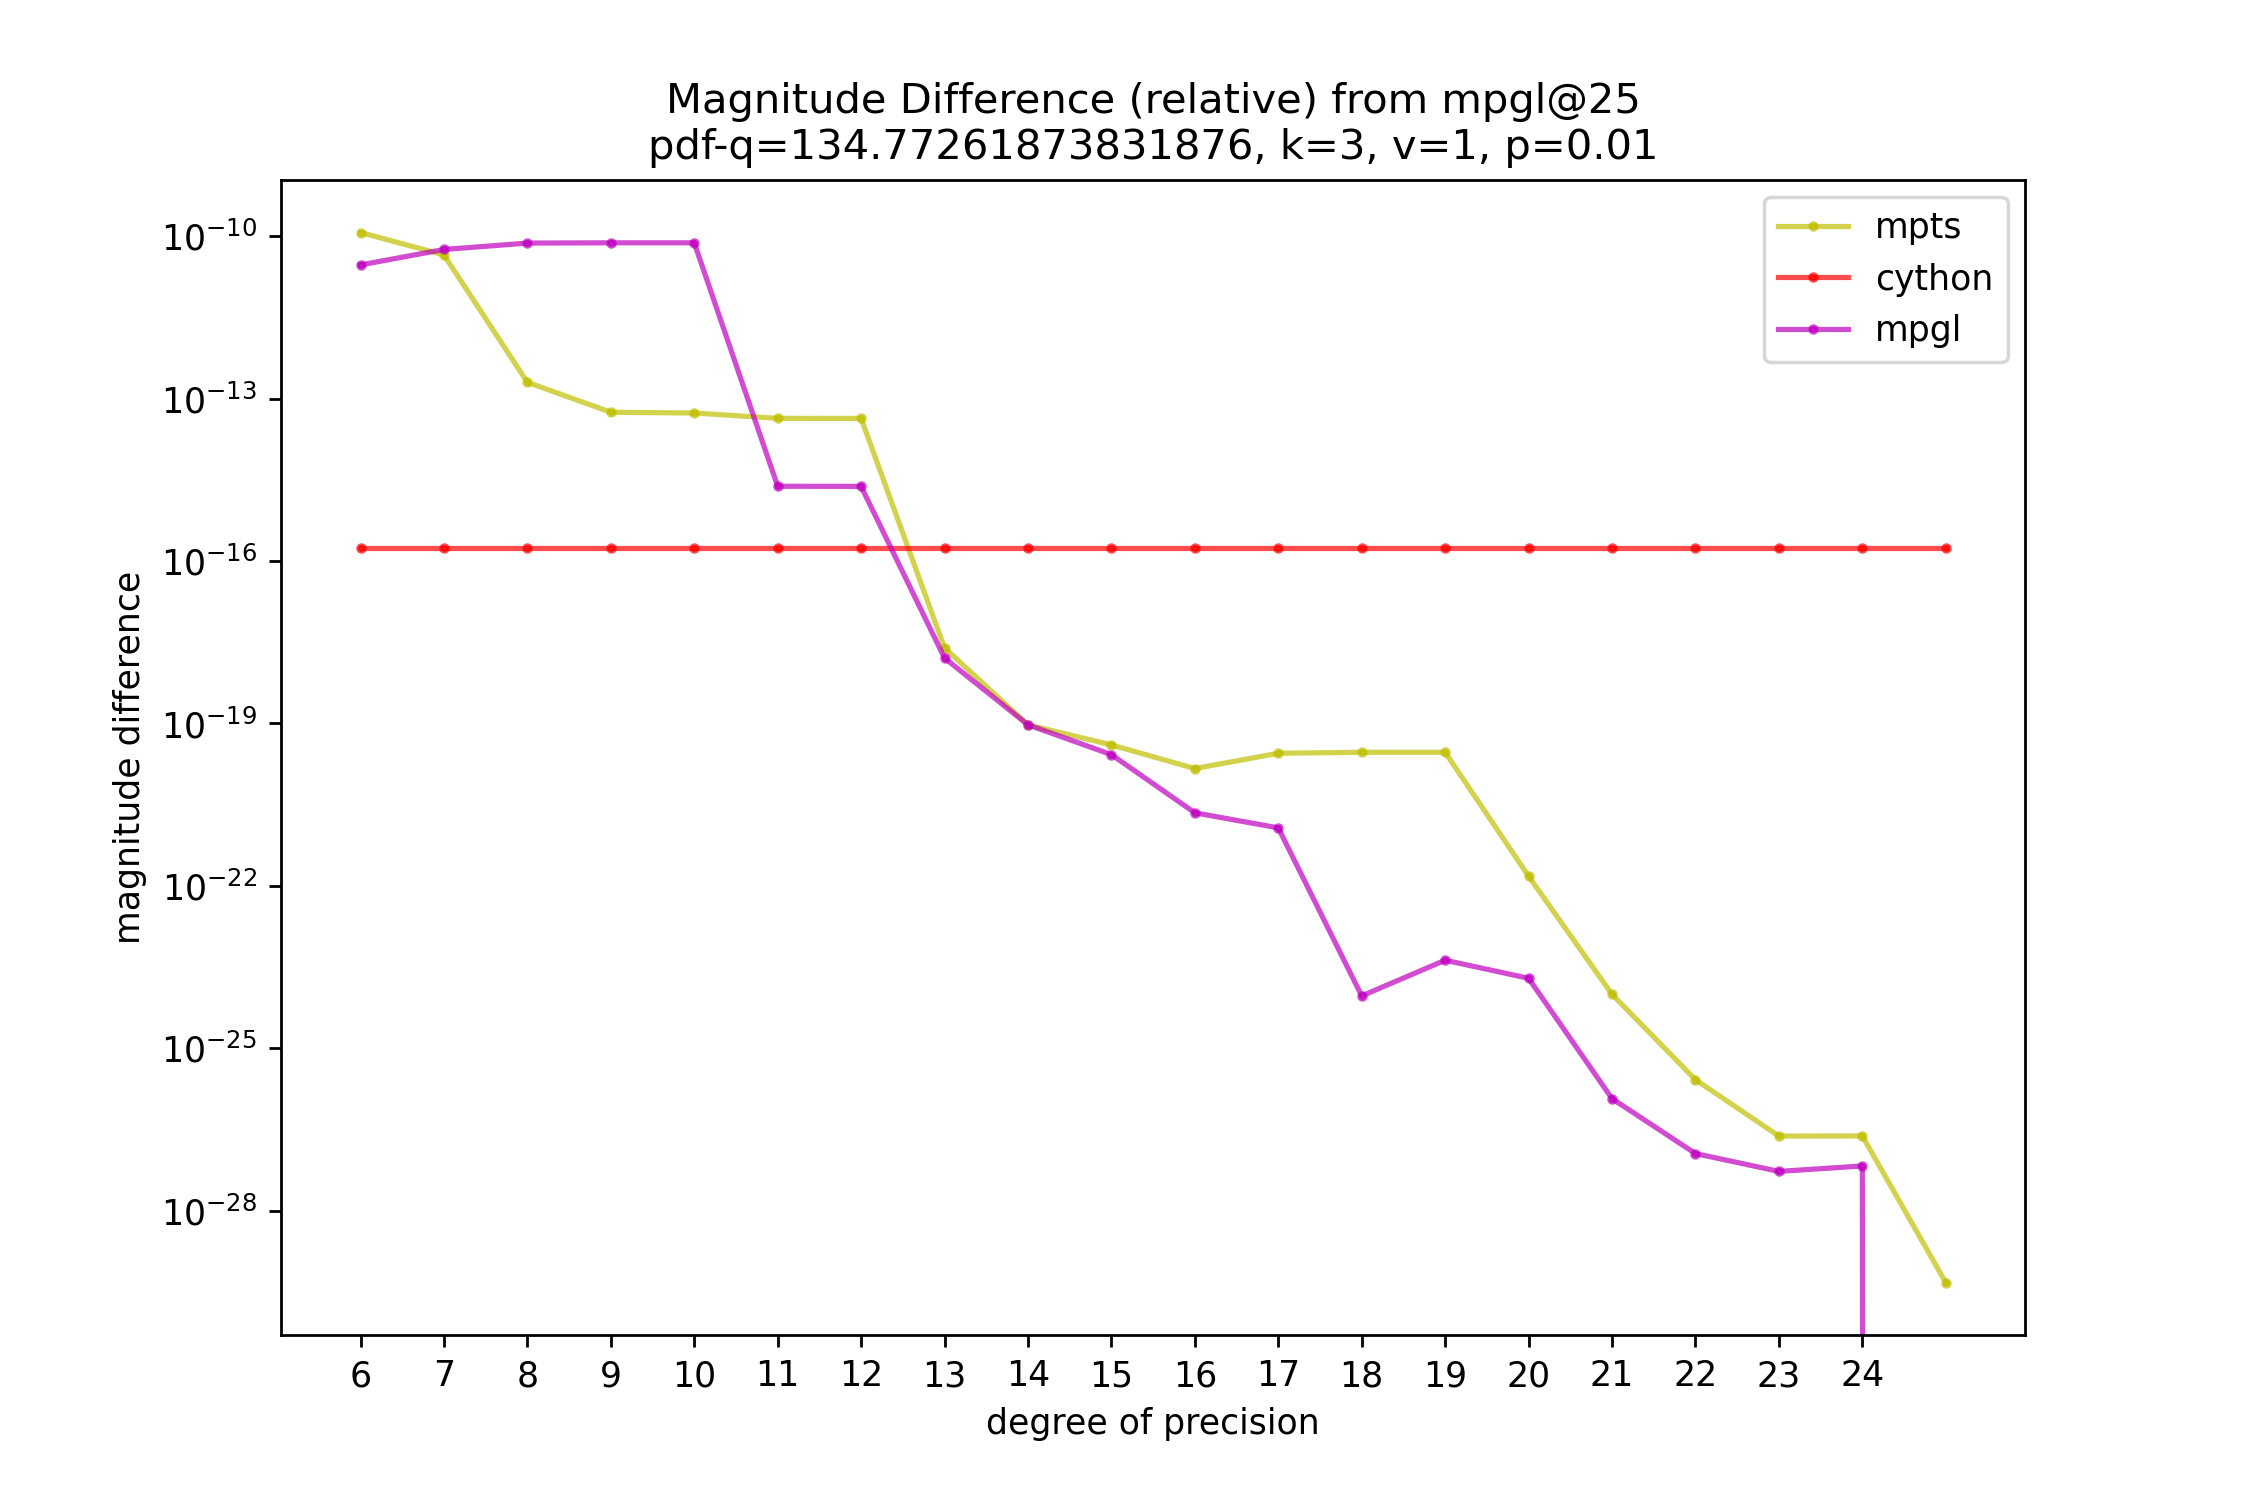 Magnitude Difference (relative) from mpgl@25
pdf-q=134.77261873831876, k=3, v=1, p=0.01
mpts
cython
mpgl
magnitude difference
10⁻¹⁰
10⁻¹³
10⁻¹⁶
10⁻¹⁹
10⁻²²
10⁻²⁵
10⁻²⁸
6 7 8 9 10 11 12 13 14 15 16 17 18 19 20 21 22 23 24
degree of precision